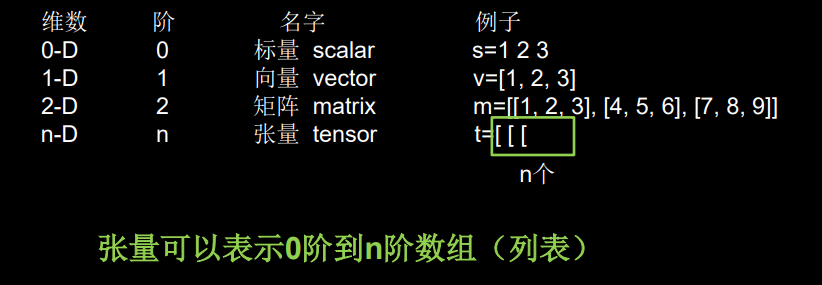 维数 阶 名字 例子
0-D 0 标量 scalar s=1 2 3
1-D 1 向量 vector v=[1, 2, 3]
2-D 2 矩阵 matrix m=[[1, 2, 3], [4, 5, 6], [7, 8, 9]]
n-D n 张量 tensor t=[ [ [
n个
张量可以表示0阶到n阶数组（列表）